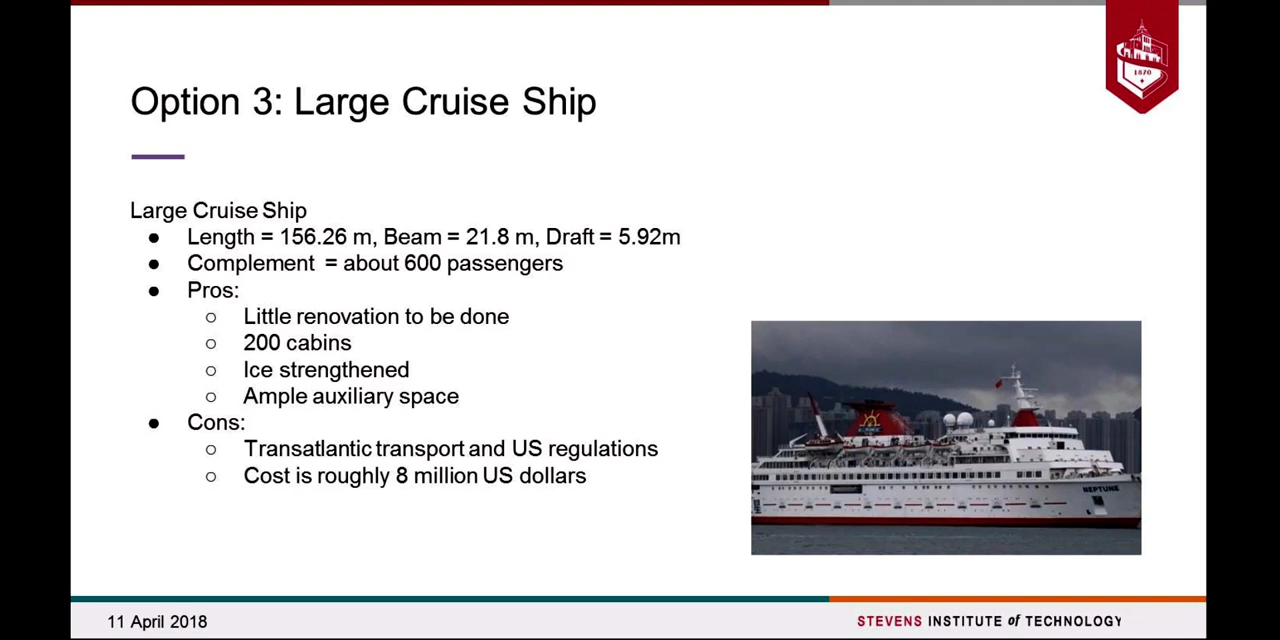 1870
Option 3: Large Cruise Ship
Large Cruise Ship
● Length = 156.26 m, Beam = 21.8 m, Draft = 5.92m
● Complement = about 600 passengers
● Pros:
○ Little renovation to be done
○ 200 cabins
○ Ice strengthened
○ Ample auxiliary space
● Cons:
○ Transatlantic transport and US regulations
○ Cost is roughly 8 million US dollars
NEPTUNE
11 April 2018
STEVENS INSTITUTE of TECHNOLOGY